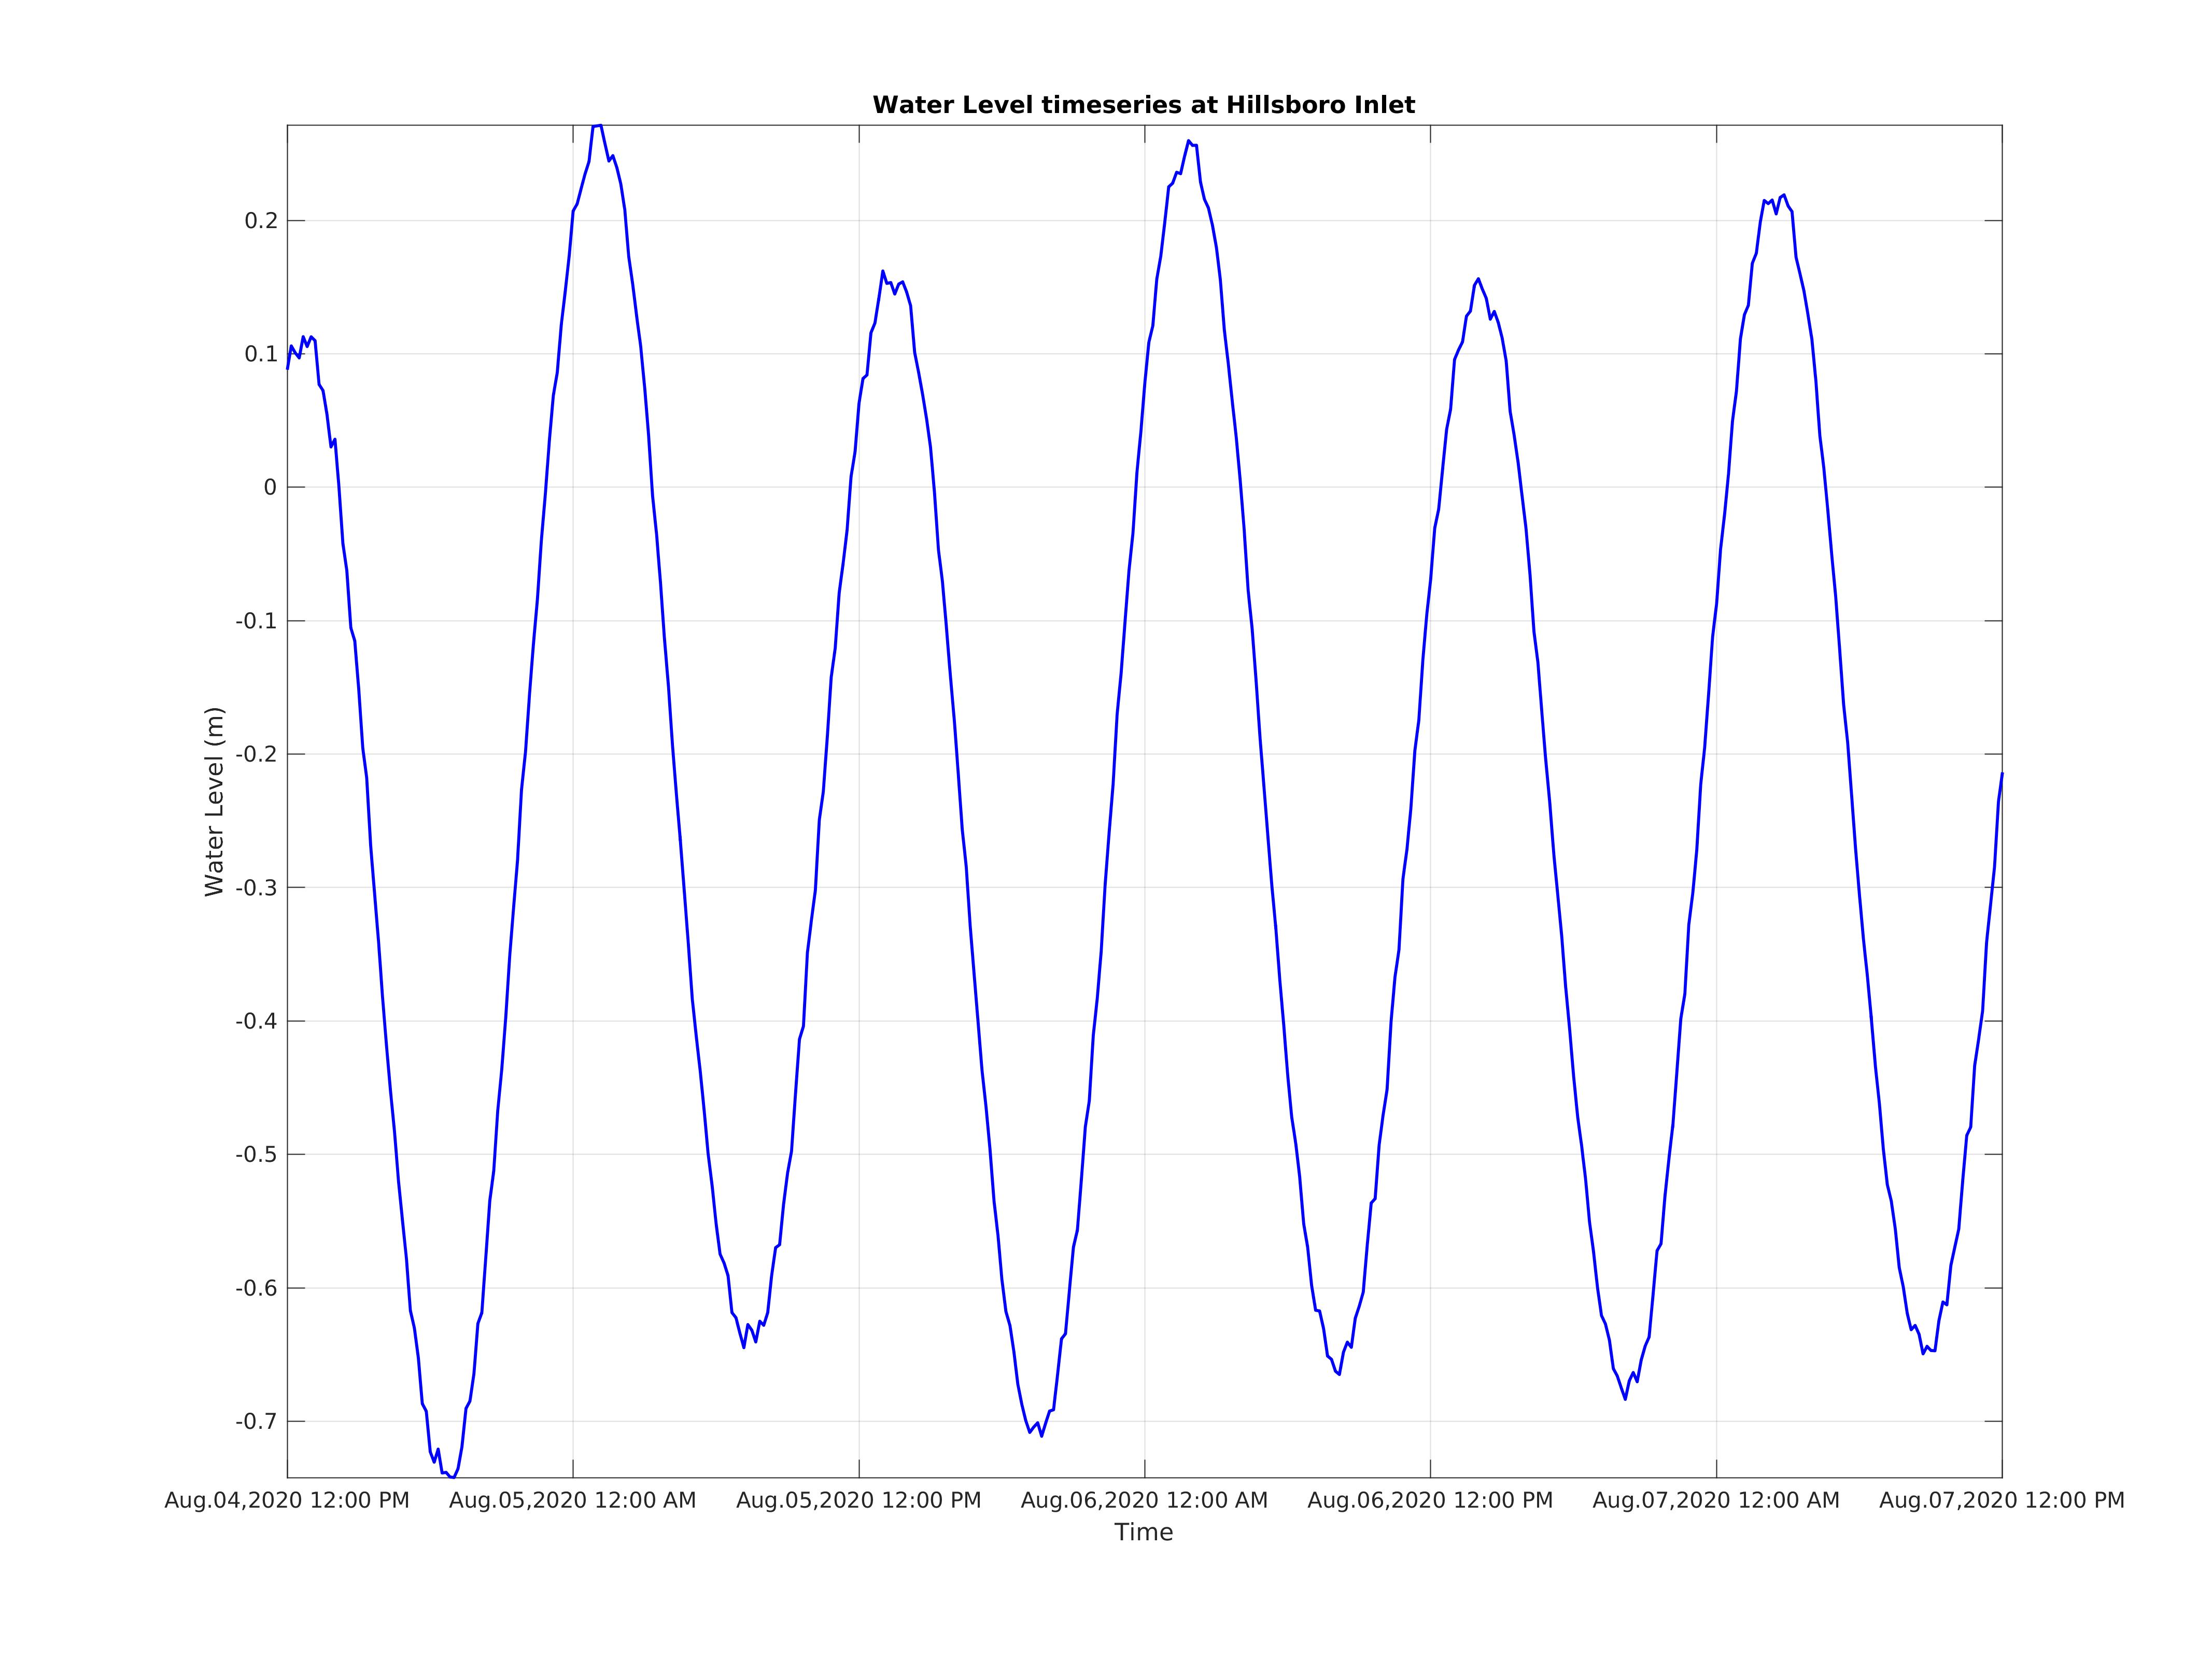 Water Level timeseries at Hillsboro Inlet
0.2
0.1
0
-0.1
-0.2
-0.3
-0.4
-0.5
-0.6
-0.7
Water Level (m)
Aug.04,2020 12:00 PM
Aug.05,2020 12:00 AM
Aug.05,2020 12:00 PM
Aug.06,2020 12:00 AM
Aug.06,2020 12:00 PM
Aug.07,2020 12:00 AM
Aug.07,2020 12:00 PM
Time